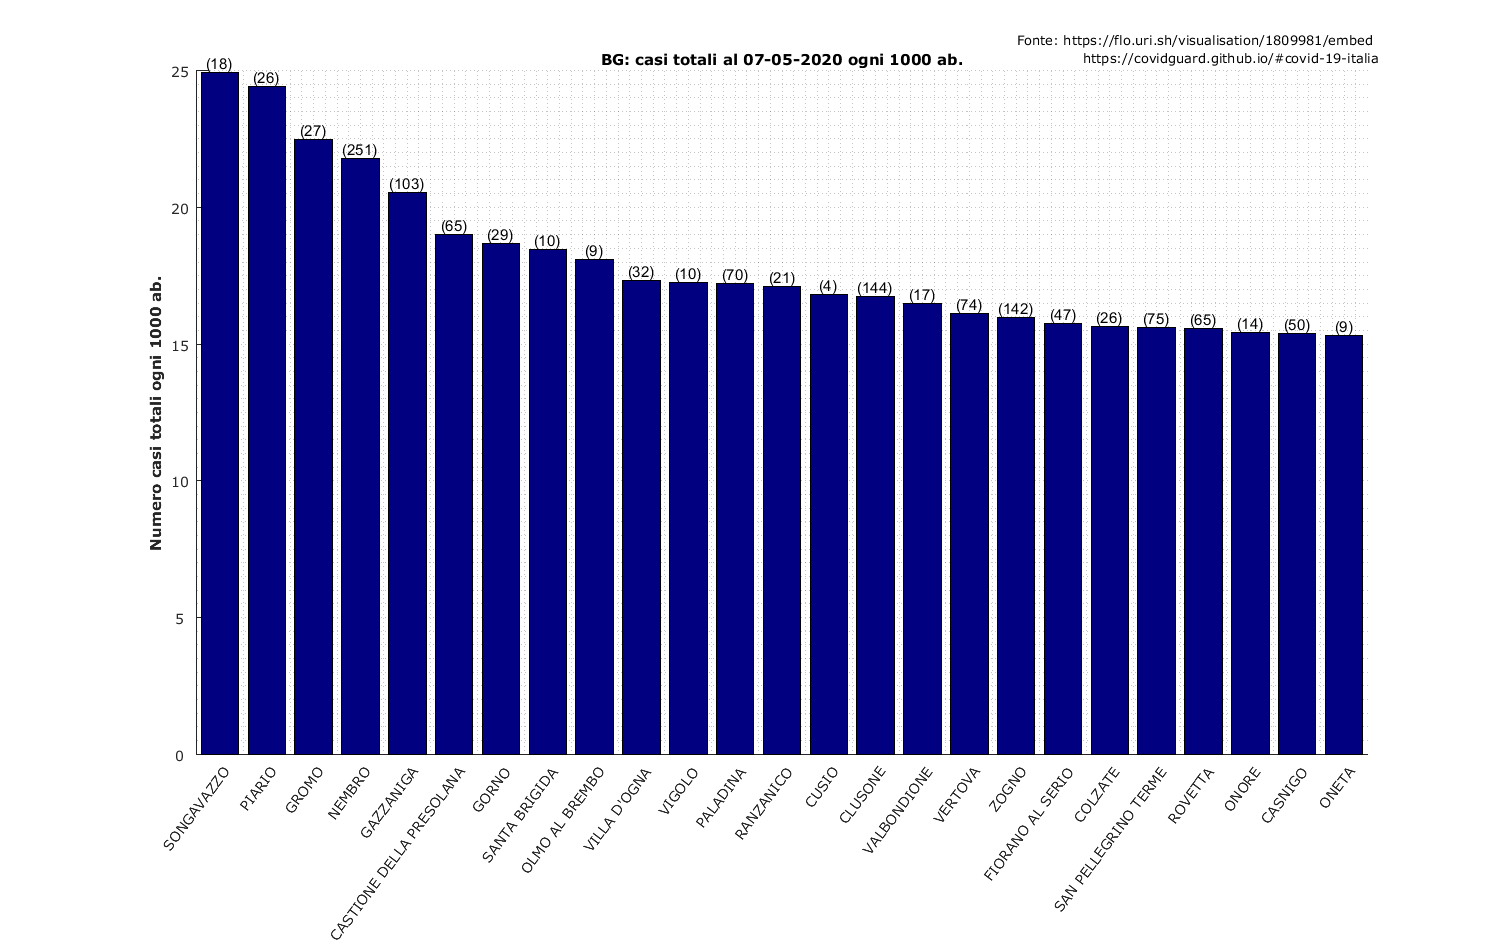 Fonte: https://flo.uri.sh/visualisation/1809981/embed
https://covidguard.github.io/#covid-19-italia
BG: casi totali al 07-05-2020 ogni 1000 ab.
Numero casi totali ogni 1000 ab.
25
20
15
10
5
0
(18)
(26)
(27)
(251)
(103)
(65)
(29)
(10)
(9)
(32)
(10)
(70)
(21)
(4)
(144)
(17)
(74)
(142)
(47)
(26)
(75)
(65)
(14)
(50)
(9)
SONGAVAZZO
PIARIO
GROMO
NEMBRO
GAZZANIGA
CASTIONE DELLA PRESOLANA
GORNO
SANTA BRIGIDA
OLMO AL BREMBO
VILLA D'OGNA
VIGOLO
PALADINA
RANZANICO
CUSIO
CLUSONE
VALBONDIONE
VERTOVA
ZOGNO
FIORANO AL SERIO
COLZATE
SAN PELLEGRINO TERME
ROVETTA
ONORE
CASNIGO
ONETA